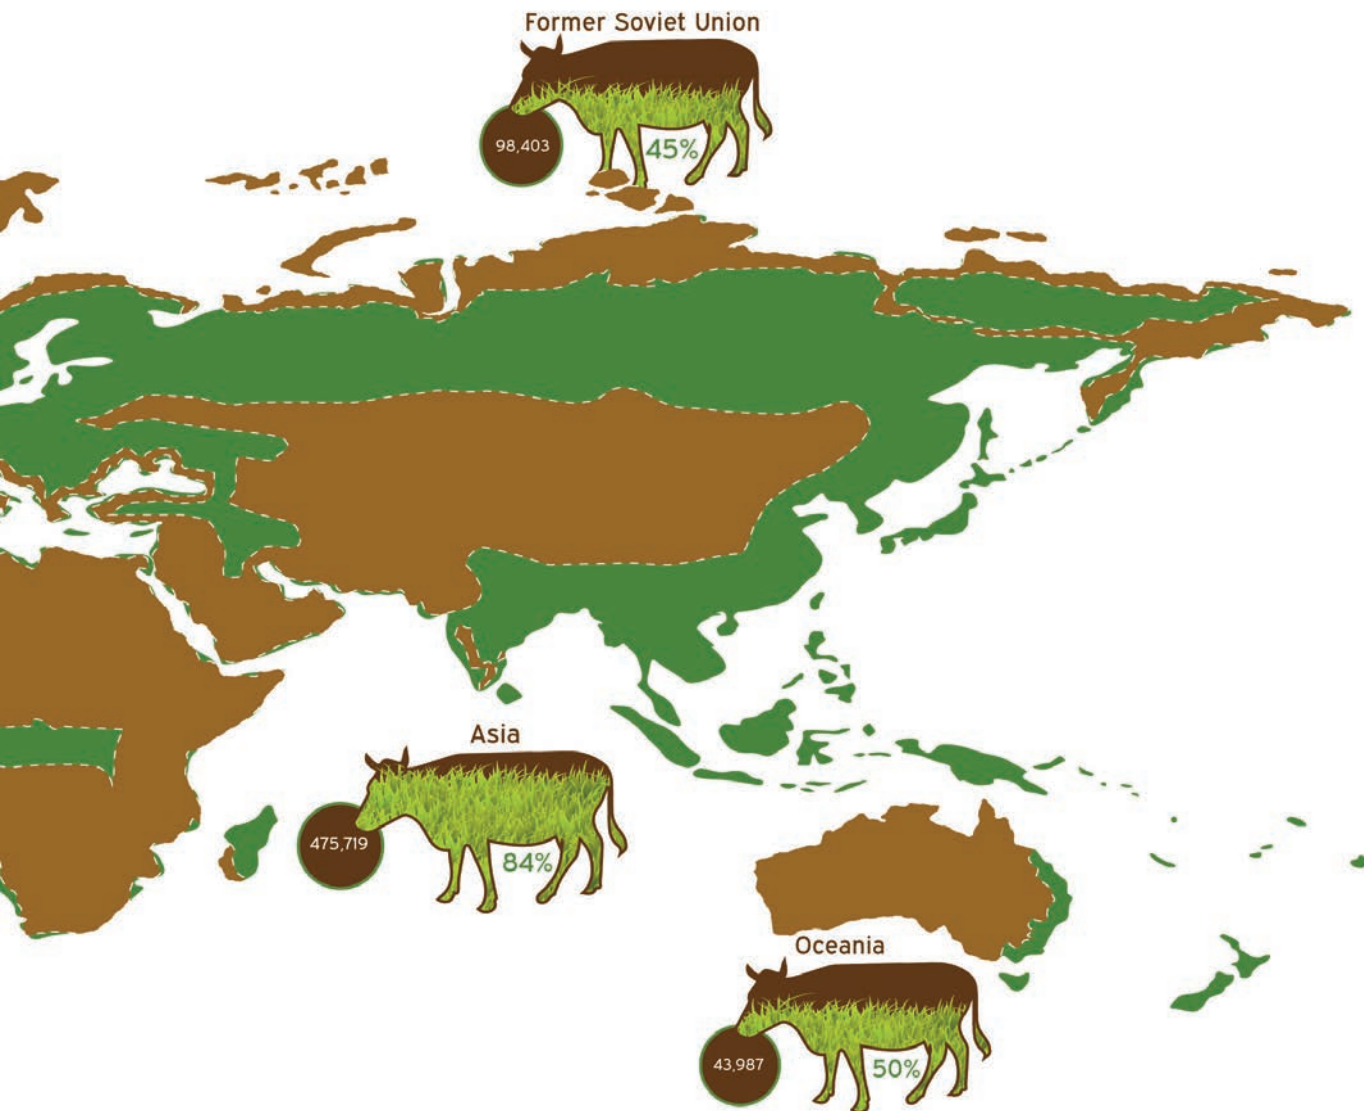 Former Soviet Union
98,403
45%
Asia
475,719
84%
Oceania
43,987
50%